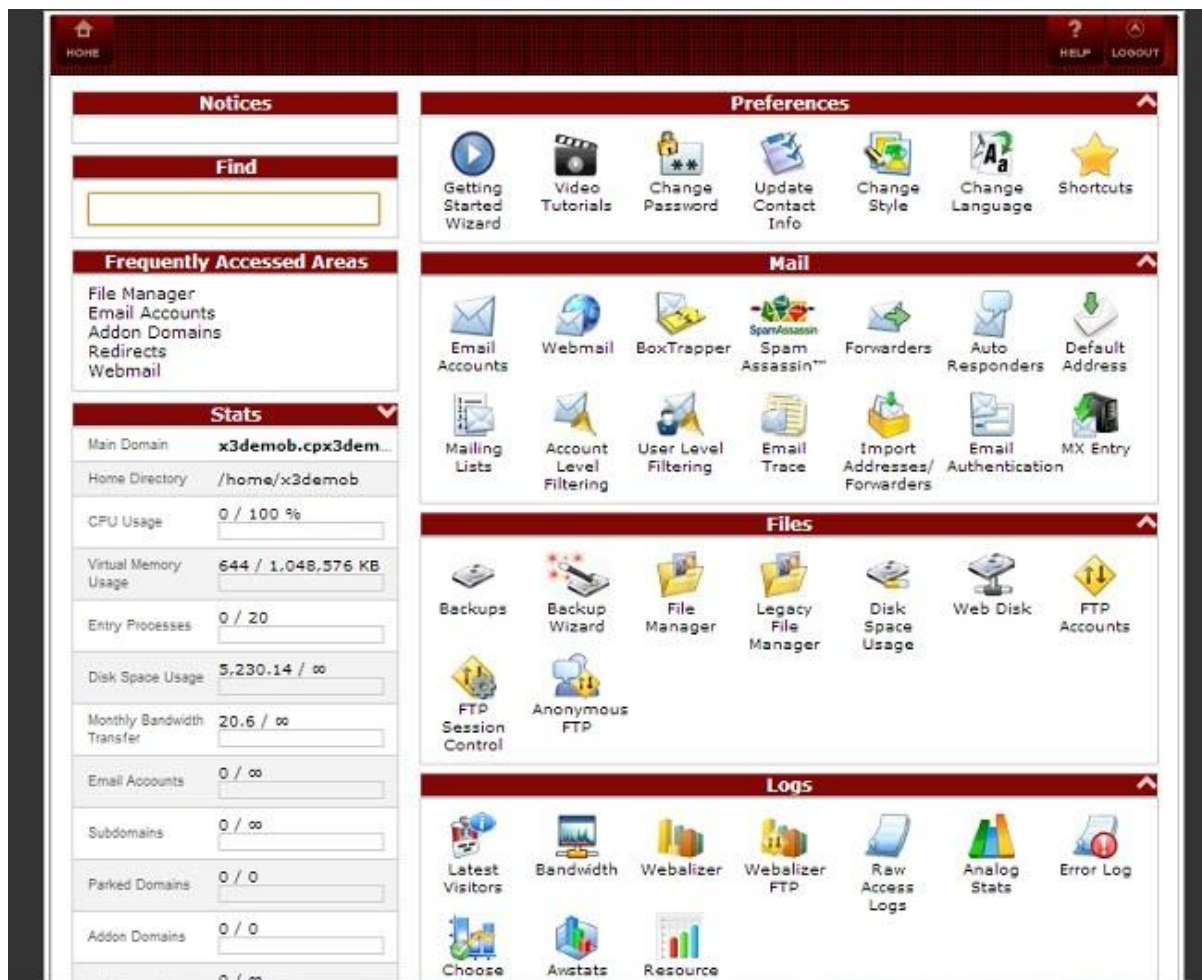 HOME
HELP LOGOUT
Notices
Find
Frequently Accessed Areas
File Manager
Email Accounts
Addon Domains
Redirects
Webmail
Stats
Main Domain x3demob.cpx3dem...
Home Directory /home/x3demob
CPU Usage 0 / 100 %
Virtual Memory 644 / 1,048,576 KB
Usage
Entry Processes 0 / 20
Disk Space Usage 5,230.14 / ∞
Monthly Bandwidth 20.6 / ∞
Transfer
Email Accounts 0 / ∞
Subdomains 0 / ∞
Parked Domains 0 / 0
Addon Domains 0 / 0
0 / ∞
Preferences
Getting Video Change Update Change Change Shortcuts
Started Tutorials Password Contact Style Language
Wizard Info
Mail
SpamAssassin
Email Webmail BoxTrapper Spam Forwarders Auto Default
Accounts Assassin™ Responders Address
Mailing Account User Level Email Import Email MX Entry
Lists Level Filtering Trace Addresses/ Authentication
Filtering Forwarders
Files
Backups Backup File Legacy Disk Web Disk FTP
Wizard Manager File Space Accounts
Manager Usage
FTP Anonymous
Session FTP
Control
Logs
Latest Bandwidth Webalizer Webalizer Raw Analog Error Log
Visitors FTP Access Stats
Logs
Choose Awstats Resource